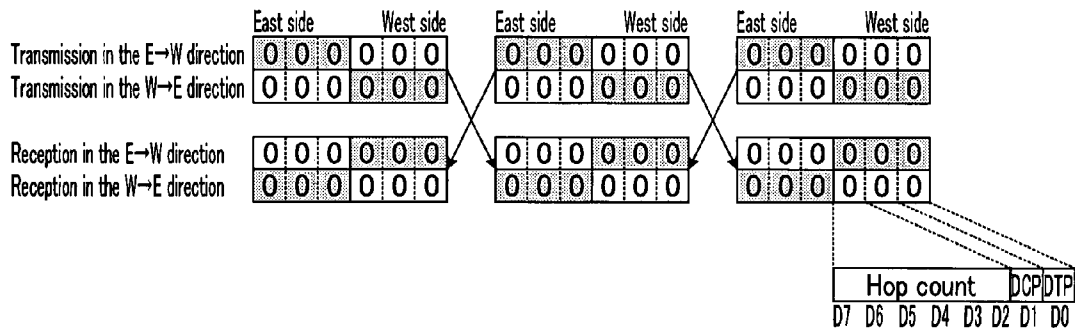 East side West side East side West side East side West side
Transmission in the E→W direction 0 0 0 0 0 0 0 0 0 0 0 0 0 0 0 0 0 0
Transmission in the W→E direction 0 0 0 0 0 0 0 0 0 0 0 0 0 0 0 0 0 0
Reception in the E→W direction 0 0 0 0 0 0 0 0 0 0 0 0 0 0 0 0 0 0
Reception in the W→E direction 0 0 0 0 0 0 0 0 0 0 0 0 0 0 0 0 0 0
Hop count DCP DTP
D7 D6 D5 D4 D3 D2 D1 D0